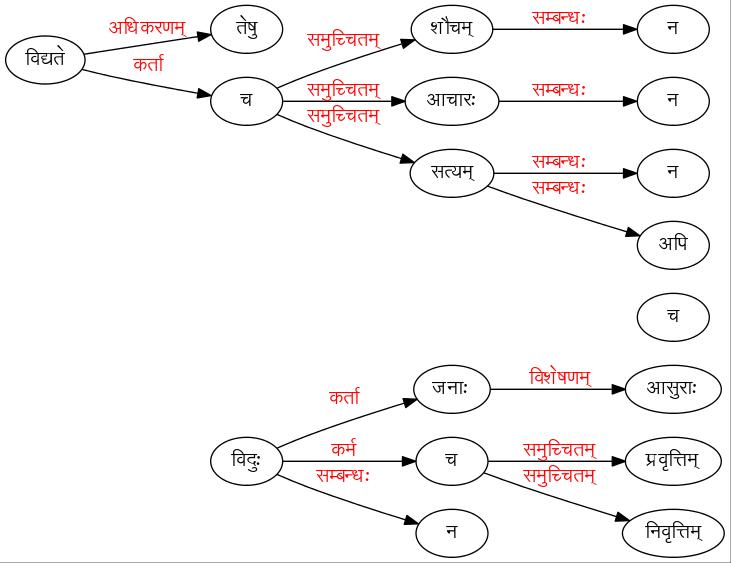 अधिकरणम् तेषु समुच्चितम् शौचम् सम्बन्धः न
विद्यते कर्ता
च समुच्चितम् आचारः सम्बन्धः न
समुच्चितम्
सत्यम् सम्बन्धः न
सम्बन्धः
अपि
च
कर्ता जनाः विशेषणम् आसुराः
विदुः कर्म च समुच्चितम् प्रवृत्तिम्
सम्बन्धः समुच्चितम्
न निवृत्तिम्